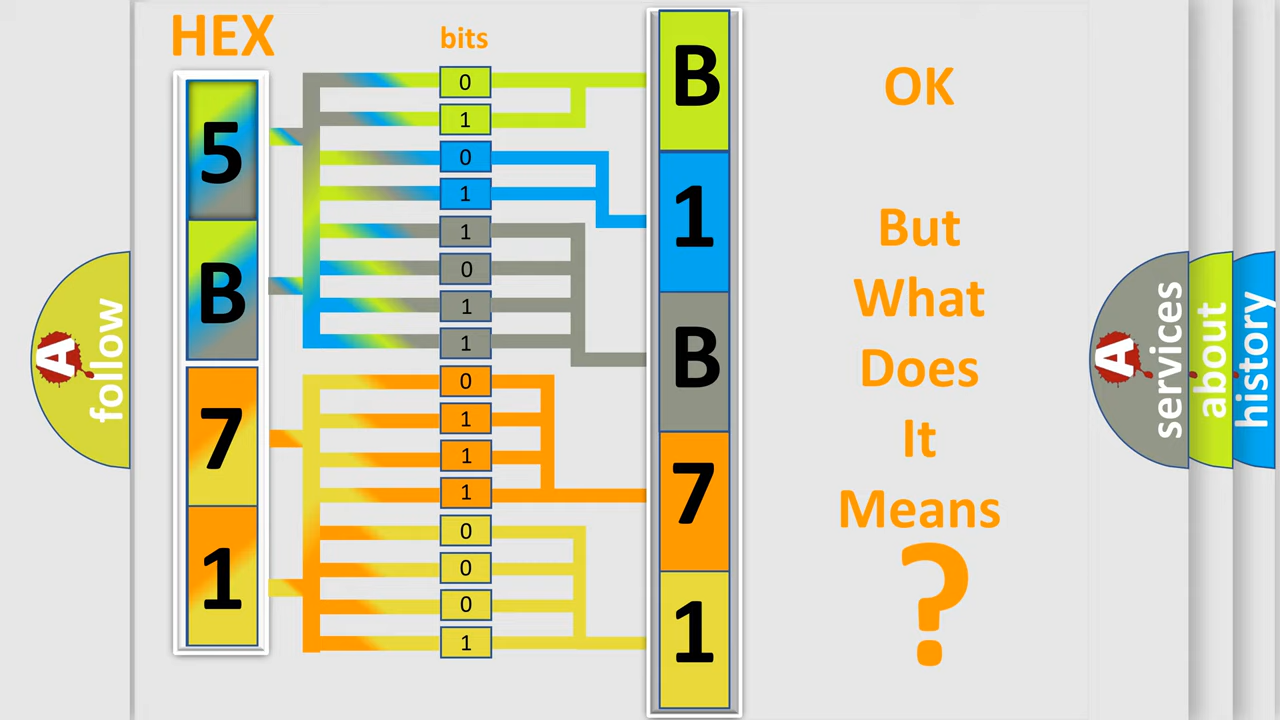 HEX
bits
5
B
7
1
0
1
0
1
1
0
1
1
0
1
1
1
0
0
0
1
B
1
B
7
1
OK
But
What
Does
It
Means
?
A
follow
A
services
about
history